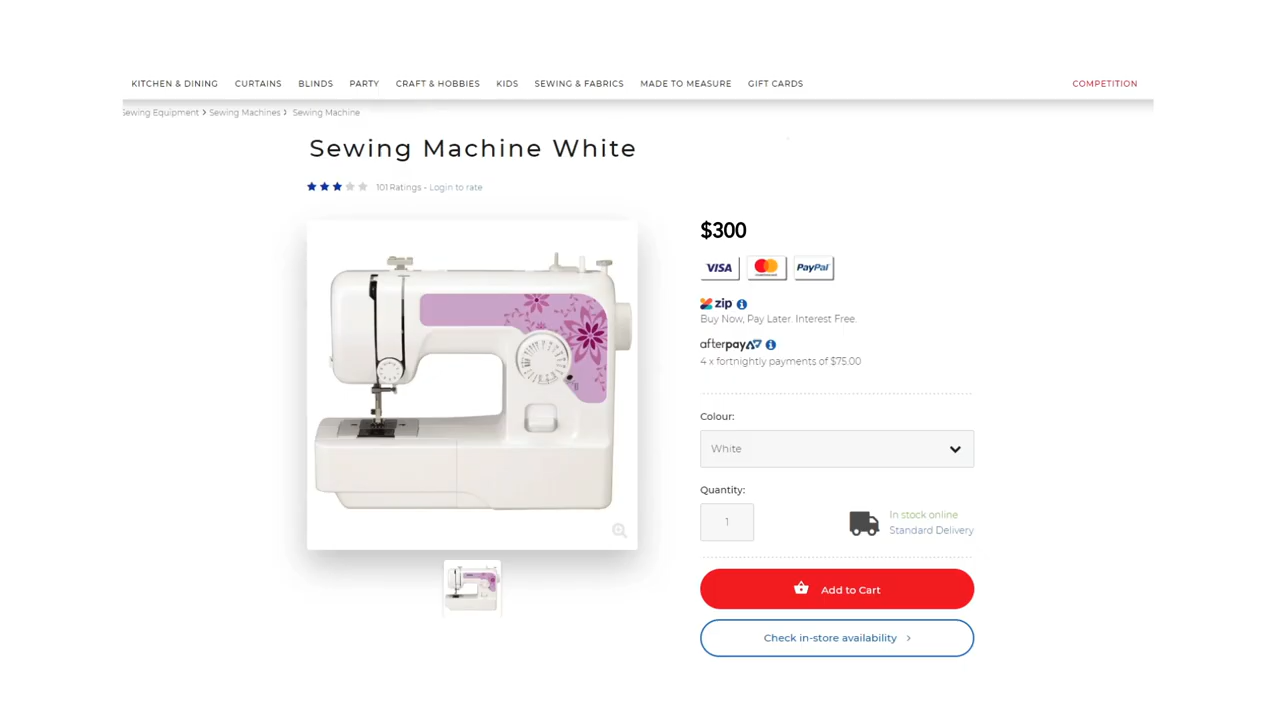 KITCHEN & DINING CURTAINS BLINDS PARTY CRAFT & HOBBIES KIDS SEWING & FABRICS MADE TO MEASURE GIFT CARDS COMPETITION
Sewing Equipment > Sewing Machines > Sewing Machine
Sewing Machine White
101 Ratings - Login to rate
$300
VISA PayPal
zip
Buy Now, Pay Later. Interest Free.
afterpay
4 x fortnightly payments of $75.00
Colour:
White
Quantity:
1
In stock online
Standard Delivery
Add to Cart
Check in-store availability >